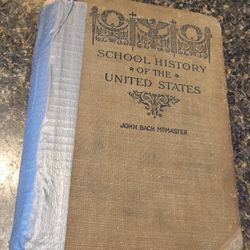 SCHOOL HISTORY
OF THE
UNITED STATES
JOHN BACH McMASTER